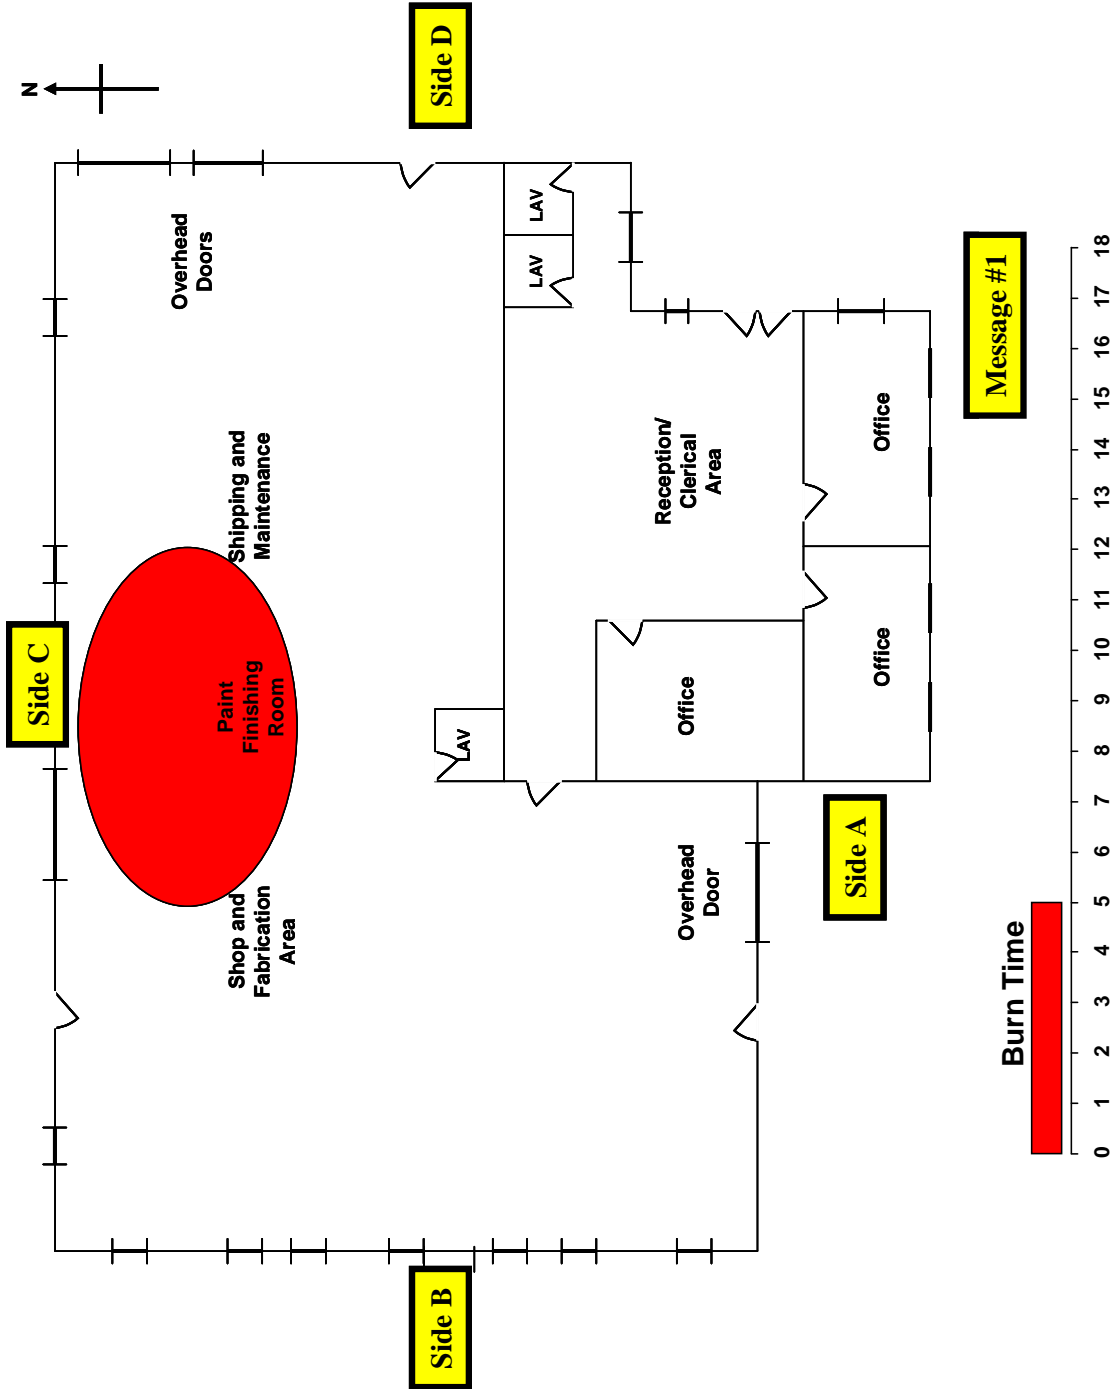 Side C
N
Side D
Overhead
Doors
Shipping and
Maintenance
Paint
Finishing
Room
Shop and
Fabrication
Area
LAV
LAV
LAV
Reception/
Clerical
Area
Office
Office
Office
Overhead
Door
Side B
Side A
Message #1
Burn Time
0 1 2 3 4 5 6 7 8 9 10 11 12 13 14 15 16 17 18